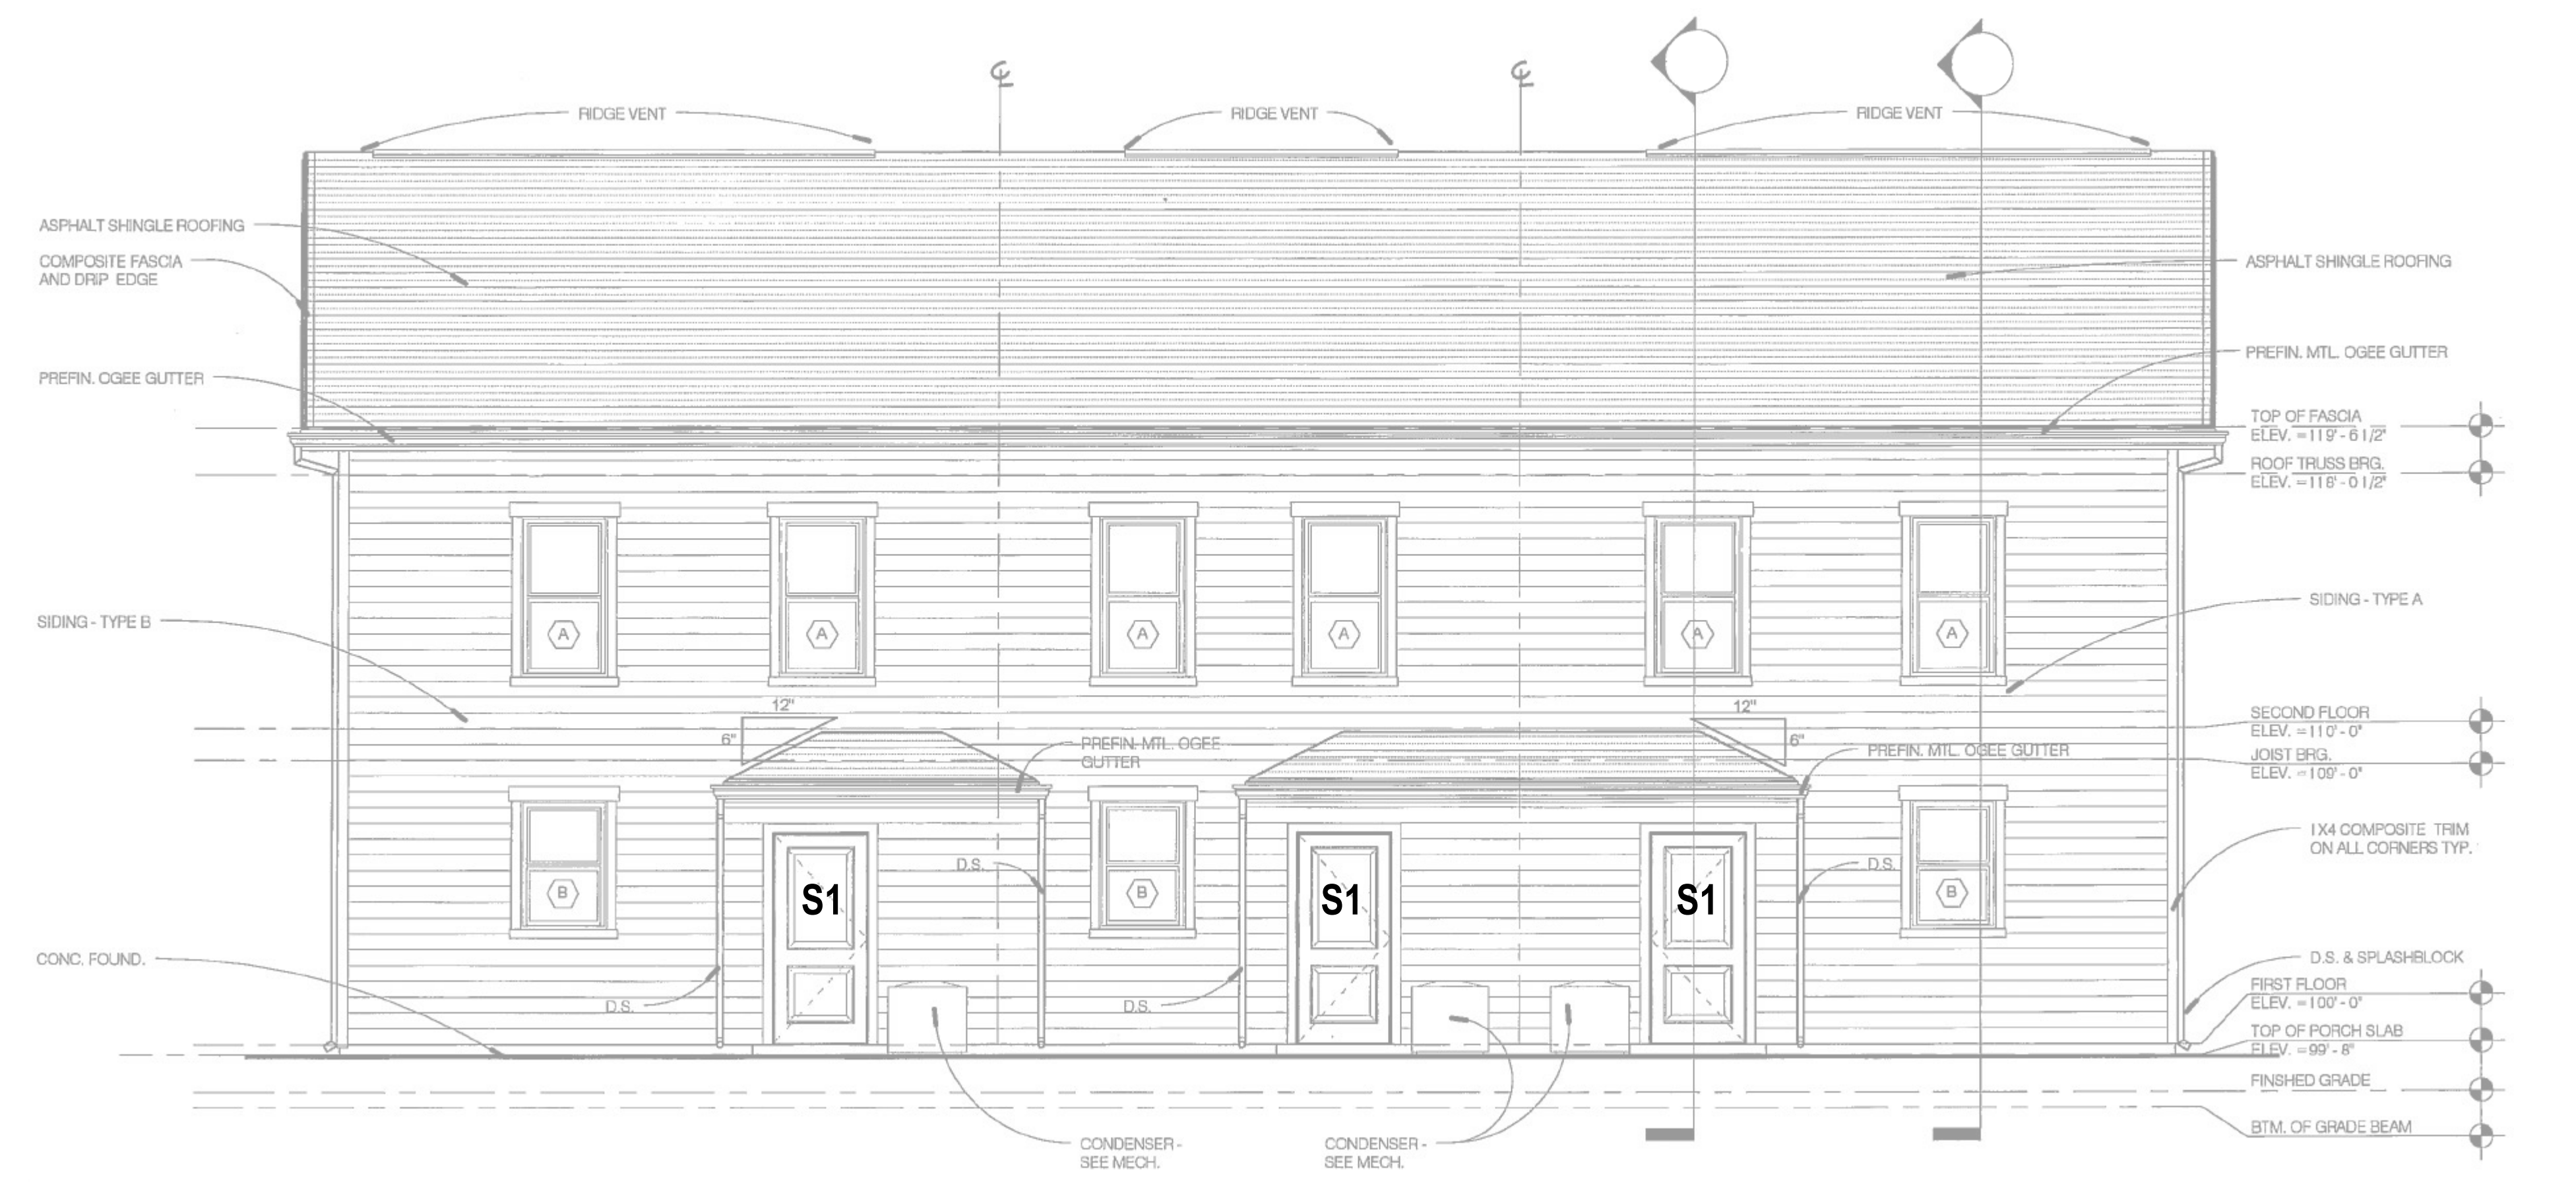 RIDGE VENT
RIDGE VENT
RIDGE VENT
ASPHALT SHINGLE ROOFING
COMPOSITE FASCIA
AND DRIP EDGE
ASPHALT SHINGLE ROOFING
PREFIN. OGEE GUTTER
PREFIN. MTL. OGEE GUTTER
TOP OF FASCIA
ELEV. = 119' - 6 1/2"
ROOF TRUSS BRG.
ELEV. = 118' - 0 1/2"
A
A
A
A
A
A
SIDING - TYPE B
SIDING - TYPE A
12"
6"
12"
6"
PREFIN. MTL. OGEE
GUTTER
PREFIN. MTL. OGEE GUTTER
SECOND FLOOR
ELEV. = 110' - 0"
JOIST BRG.
ELEV. = 109' - 0"
1X4 COMPOSITE TRIM
ON ALL CORNERS TYP.
D.S.
D.S.
B
S1
B
S1
S1
B
CONC. FOUND.
D.S.
D.S.
D.S. & SPLASHBLOCK
FIRST FLOOR
ELEV. = 100' - 0"
TOP OF PORCH SLAB
ELEV. = 99' - 8"
FINSHED GRADE
BTM. OF GRADE BEAM
CONDENSER -
SEE MECH.
CONDENSER -
SEE MECH.